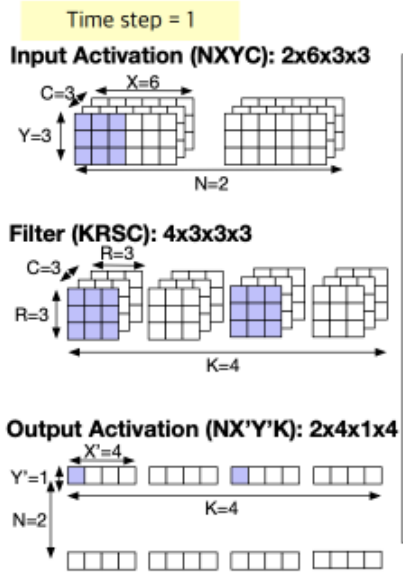 Time step = 1
Input Activation (NXYC): 2x6x3x3
C=3
X=6
Y=3
N=2
Filter (KRSC): 4x3x3x3
C=3
R=3
R=3
K=4
Output Activation (NX'Y'K): 2x4x1x4
X'=4
Y'=1
K=4
N=2